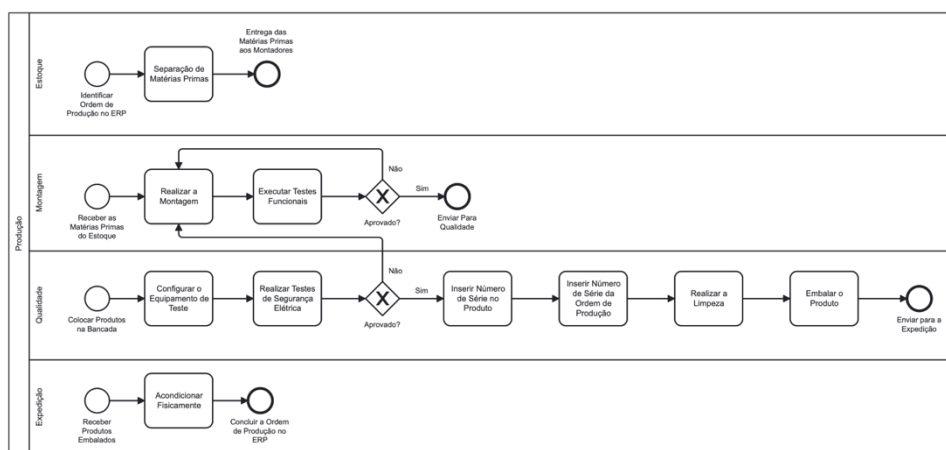 Produção
Estoque
Identificar
Ordem de
Produção no ERP
Separação de
Matérias Primas
Entrega das
Matérias Primas
aos Montadores
Montagem
Receber as
Matérias Primas
do Estoque
Realizar a
Montagem
Executar Testes
Funcionais
Não
Aprovado?
Sim
Enviar Para
Qualidade
Qualidade
Colocar Produtos
na Bancada
Configurar o
Equipamento de
Teste
Realizar Testes
de Segurança
Elétrica
Não
Aprovado?
Sim
Inserir Número
de Série no
Produto
Inserir Número
de Série da
Ordem de
Produção
Realizar a
Limpeza
Embalar o
Produto
Enviar para a
Expedição
Expedição
Receber
Produtos
Embalados
Acondicionar
Fisicamente
Concluir a Ordem
de Produção no
ERP